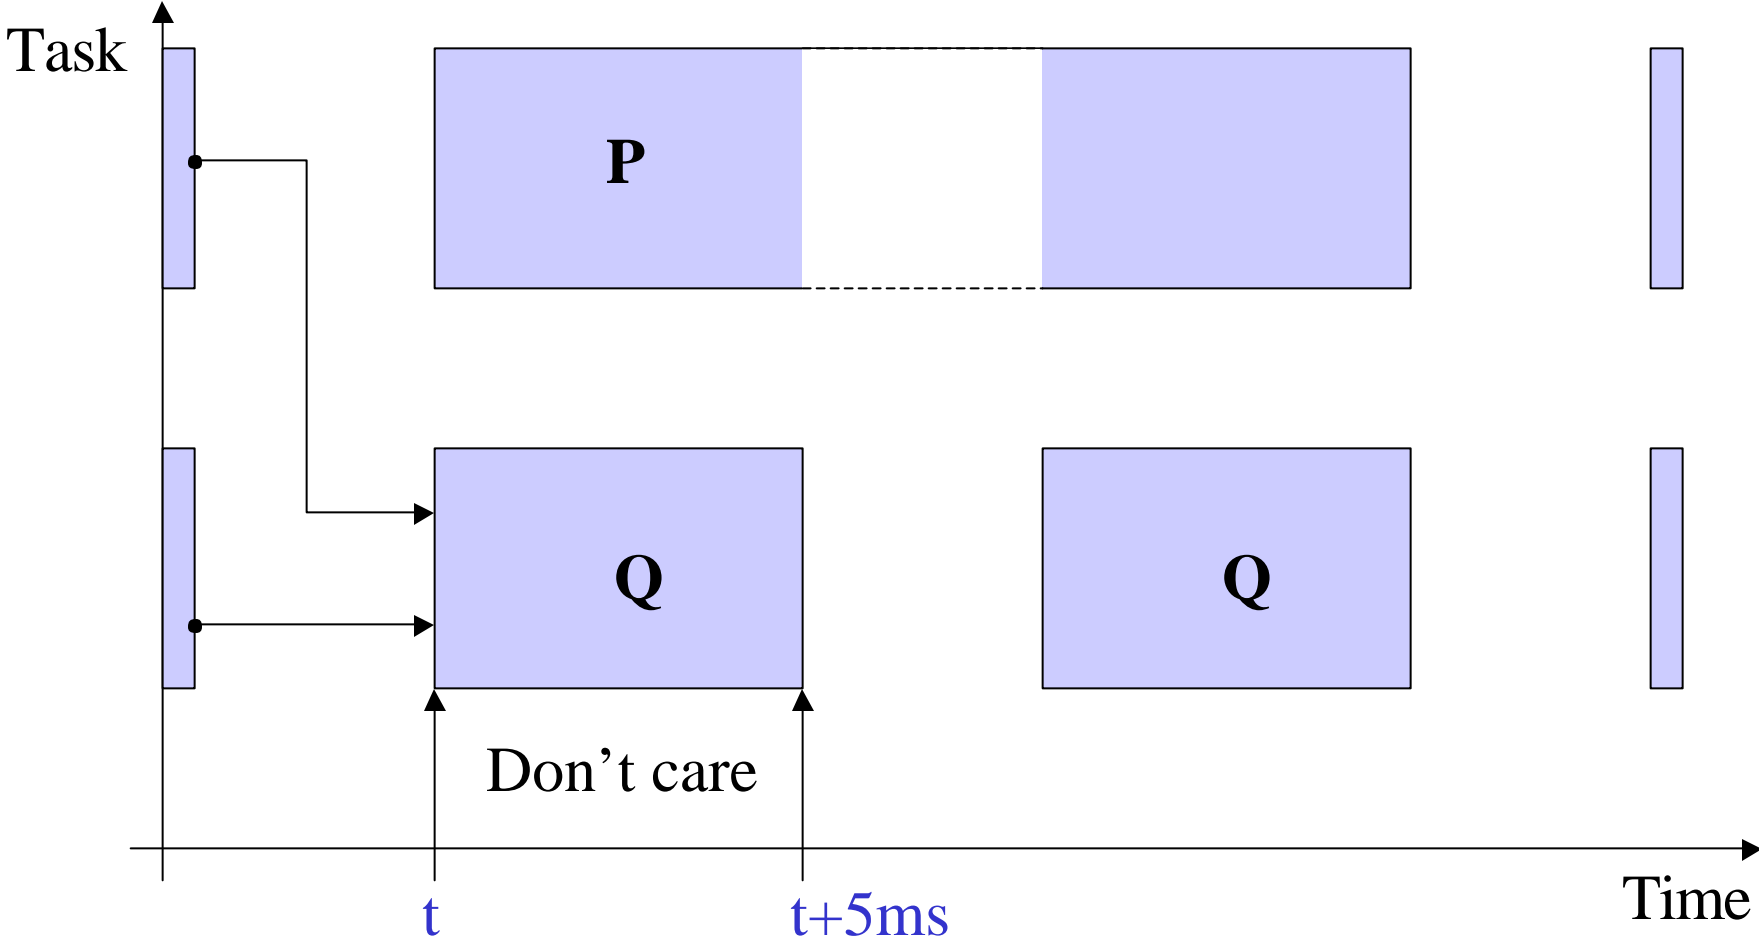 Task
P
Q
Q
Don’t care
t
t+5ms
Time